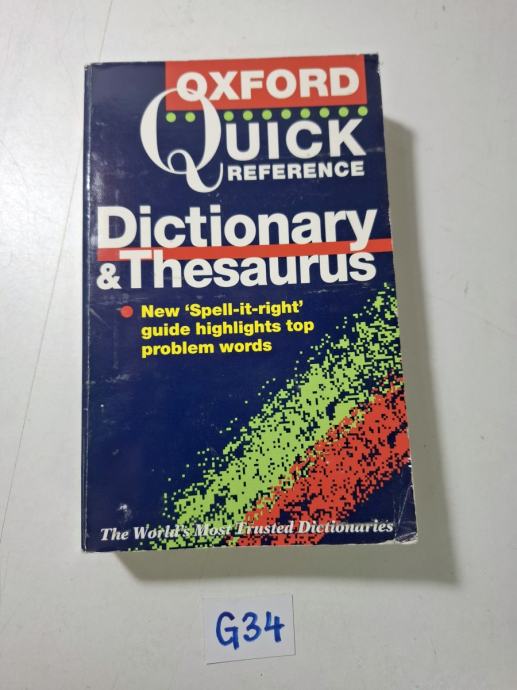 OXFORD
QUICK
REFERENCE
Dictionary
& Thesaurus
• New ‘Spell-it-right’
guide highlights top
problem words
The World's Most Trusted Dictionaries
G34